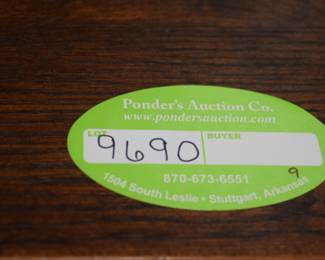 Ponder's Auction Co.
www.pondersauction.com
LOT BUYER
9690
870-673-6551
9
1504 South Leslie • Stuttgart, Arkansas